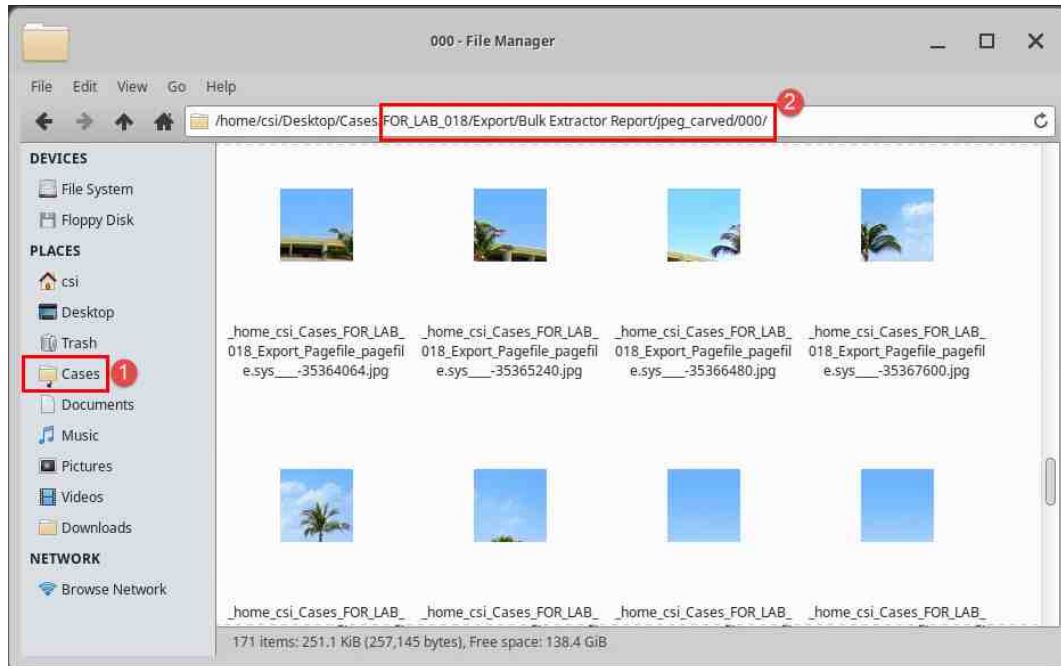 000 - File Manager
File Edit View Go Help
/home/csi/Desktop/Cases/FOR_LAB_018/Export/Bulk Extractor Report/jpeg_carved/000/
2
DEVICES
File System
Floppy Disk
PLACES
csi
Desktop
Trash
Cases
1
Documents
Music
Pictures
Videos
Downloads
NETWORK
Browse Network
_home_csi_Cases_FOR_LAB_
018_Export_Pagefile_pagefil
e.sys___-35364064.jpg
_home_csi_Cases_FOR_LAB_
018_Export_Pagefile_pagefil
e.sys___-35365240.jpg
_home_csi_Cases_FOR_LAB_
018_Export_Pagefile_pagefil
e.sys___-35366480.jpg
_home_csi_Cases_FOR_LAB_
018_Export_Pagefile_pagefil
e.sys___-35367600.jpg
_home_csi_Cases_FOR_LAB_
_home_csi_Cases_FOR_LAB_
_home_csi_Cases_FOR_LAB_
_home_csi_Cases_FOR_LAB_
171 items: 251.1 KiB (257,145 bytes), Free space: 138.4 GiB